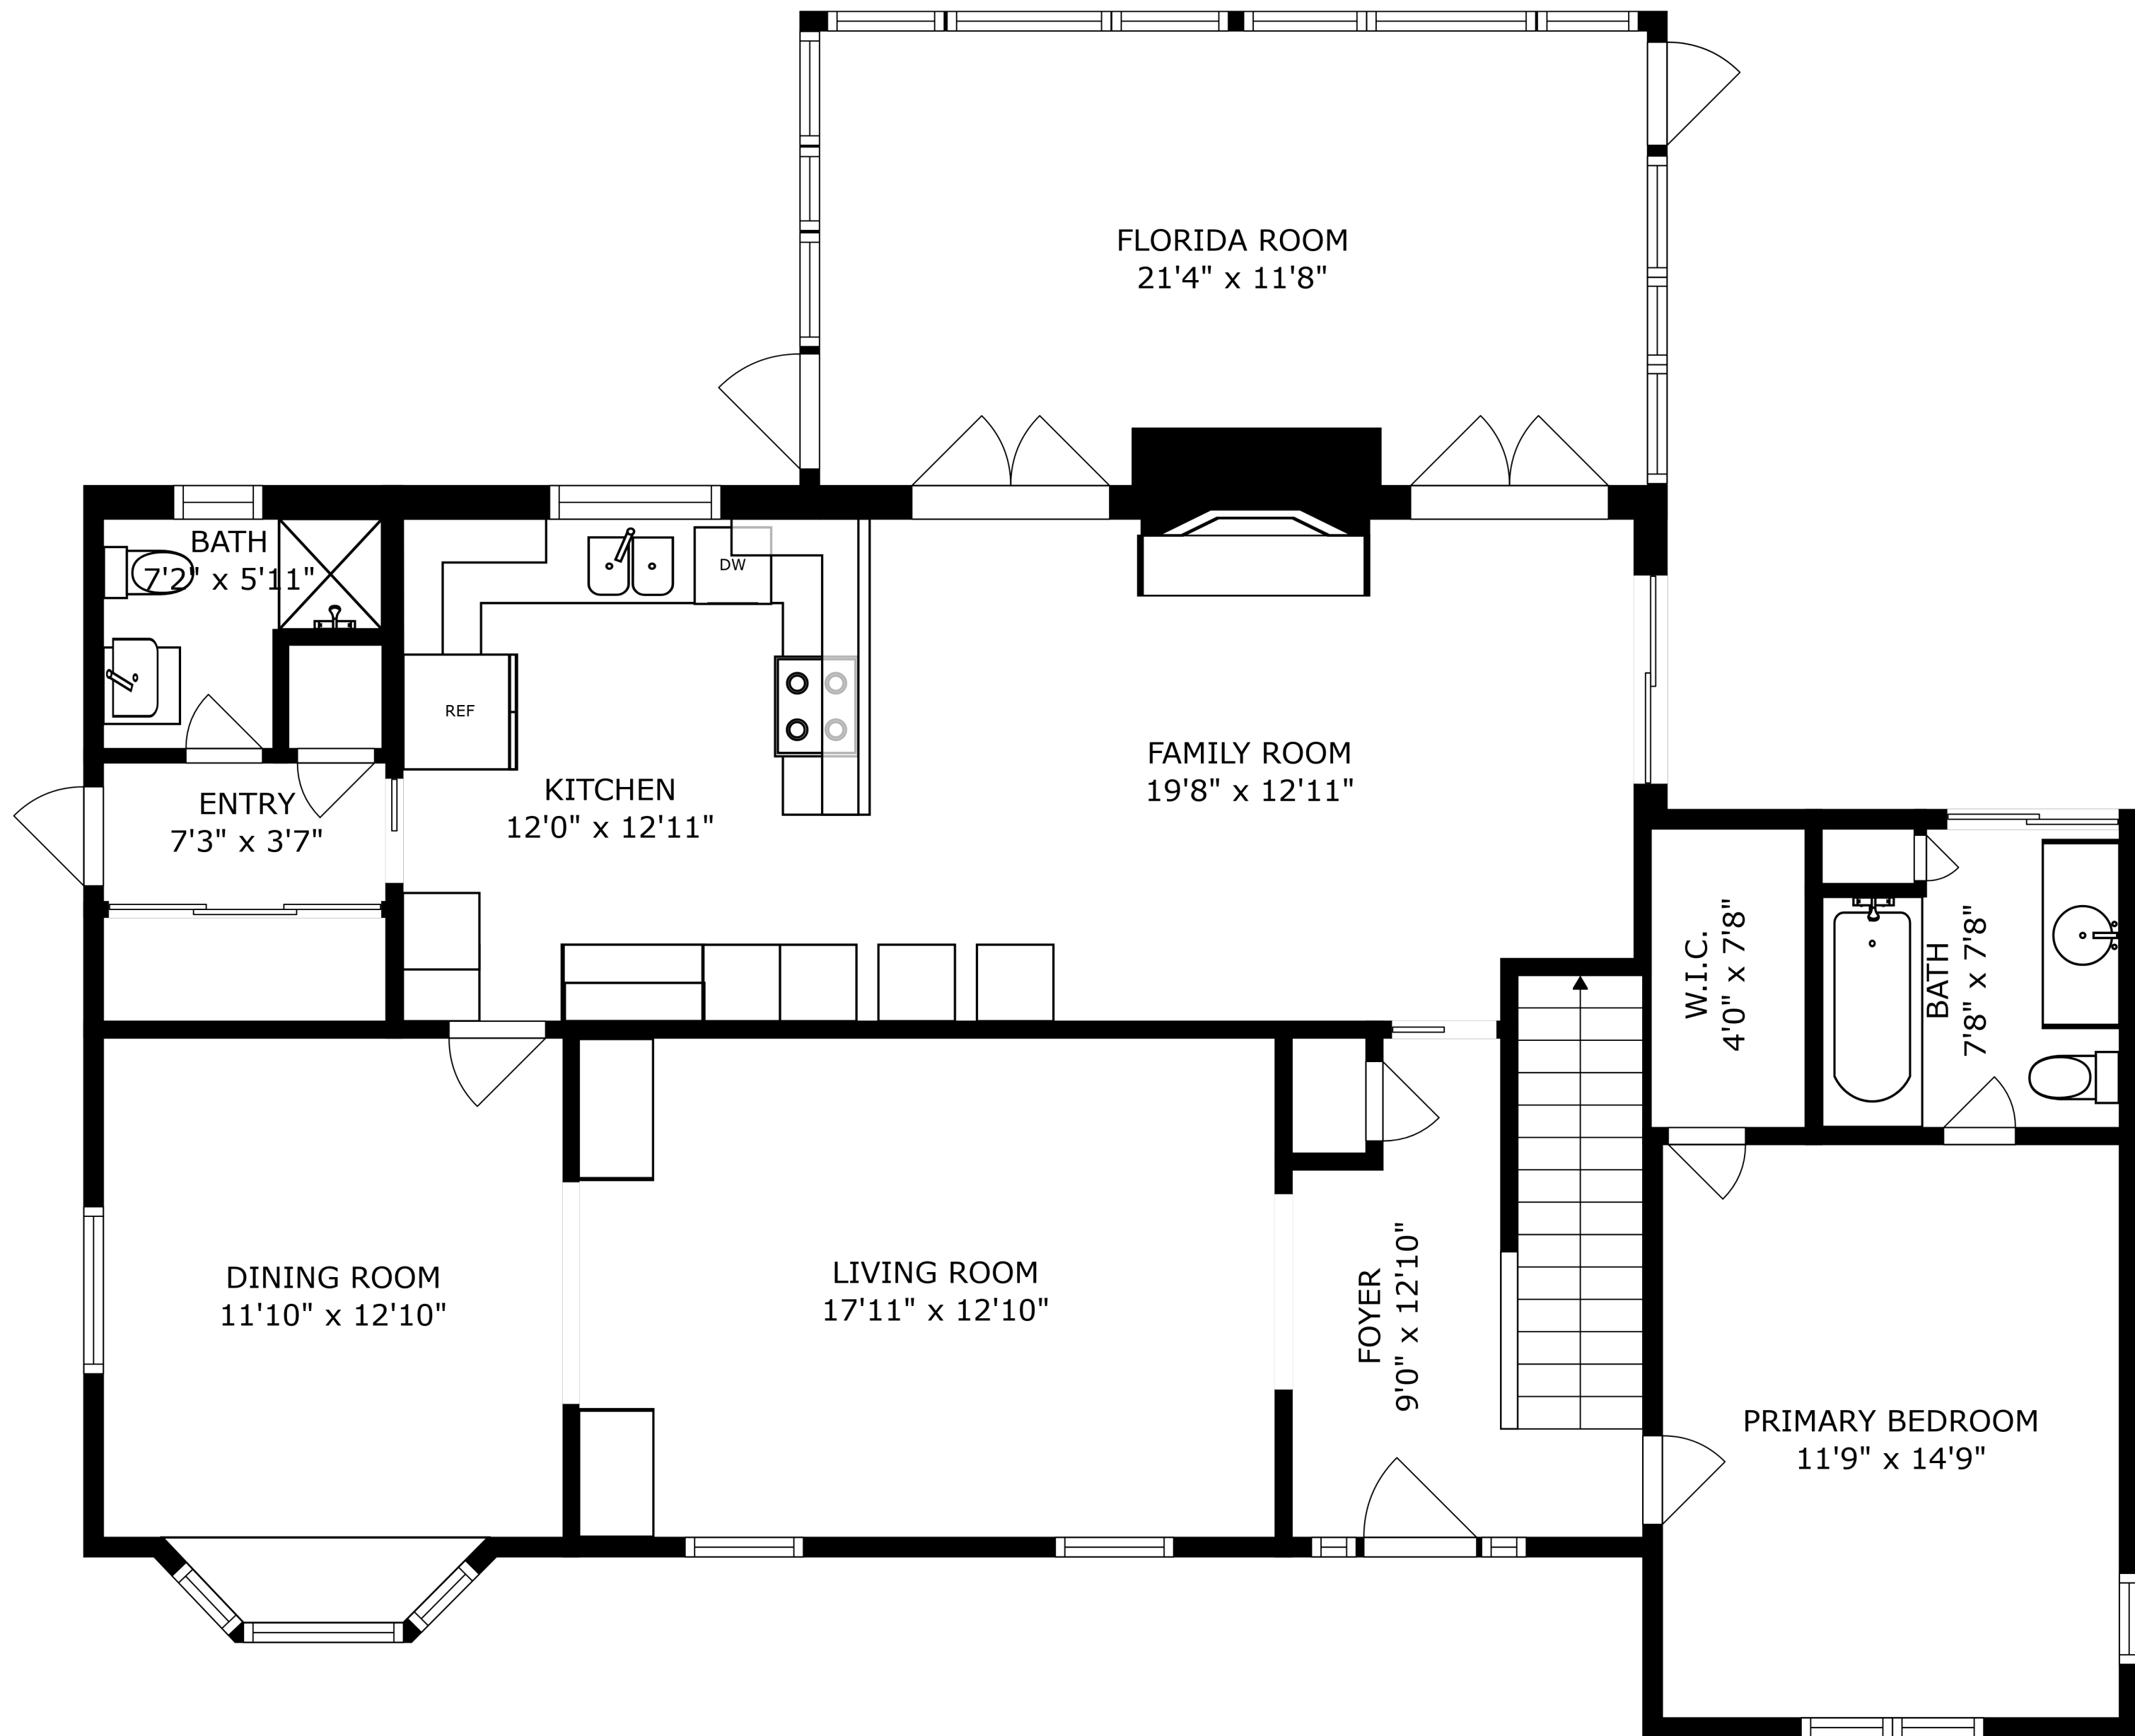 FLORIDA ROOM
21'4" x 11'8"
BATH
7'2" x 5'11"
DW
REF
KITCHEN
12'0" x 12'11"
FAMILY ROOM
19'8" x 12'11"
ENTRY
7'3" x 3'7"
W.I.C.
4'0" x 7'8"
BATH
7'8" x 7'8"
DINING ROOM
11'10" x 12'10"
LIVING ROOM
17'11" x 12'10"
FOYER
9'0" x 12'10"
PRIMARY BEDROOM
11'9" x 14'9"